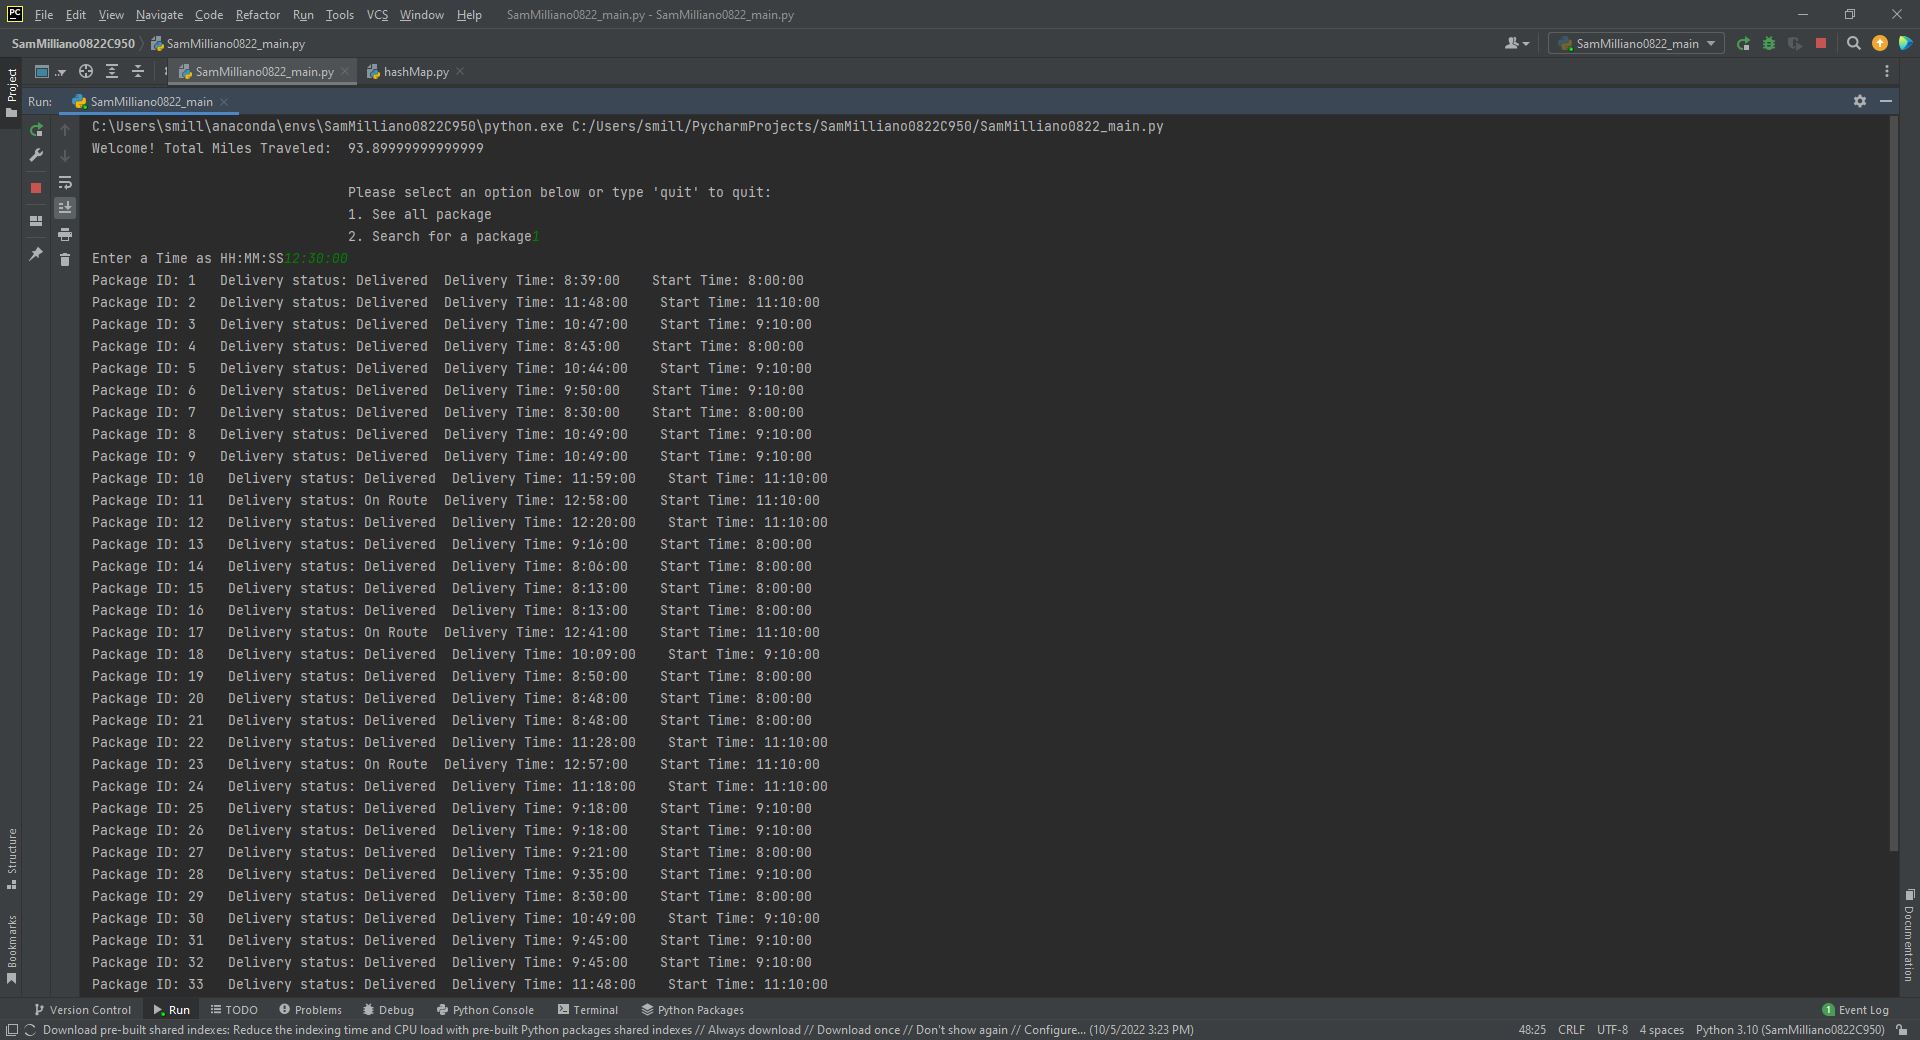 PC File Edit View Navigate Code Refactor Run Tools VCS Window Help SamMilliano0822_main.py - SamMilliano0822_main.py
SamMilliano0822C950 SamMilliano0822_main.py SamMilliano0822_main
Project .. SamMilliano0822_main.py hashMap.py
Run: SamMilliano0822_main
C:\Users\smill\anaconda\envs\SamMilliano0822C950\python.exe C:/Users/smill/PycharmProjects/SamMilliano0822C950/SamMilliano0822_main.py
Welcome! Total Miles Traveled:  93.89999999999999
Please select an option below or type 'quit' to quit:
1. See all package
2. Search for a package1
Enter a Time as HH:MM:SS12:30:00
Package ID: 1   Delivery status: Delivered  Delivery Time: 8:39:00    Start Time: 8:00:00
Package ID: 2   Delivery status: Delivered  Delivery Time: 11:48:00    Start Time: 11:10:00
Package ID: 3   Delivery status: Delivered  Delivery Time: 10:47:00    Start Time: 9:10:00
Package ID: 4   Delivery status: Delivered  Delivery Time: 8:43:00    Start Time: 8:00:00
Package ID: 5   Delivery status: Delivered  Delivery Time: 10:44:00    Start Time: 9:10:00
Package ID: 6   Delivery status: Delivered  Delivery Time: 9:50:00    Start Time: 9:10:00
Package ID: 7   Delivery status: Delivered  Delivery Time: 8:30:00    Start Time: 8:00:00
Package ID: 8   Delivery status: Delivered  Delivery Time: 10:49:00    Start Time: 9:10:00
Package ID: 9   Delivery status: Delivered  Delivery Time: 10:49:00    Start Time: 9:10:00
Package ID: 10   Delivery status: Delivered  Delivery Time: 11:59:00    Start Time: 11:10:00
Package ID: 11   Delivery status: On Route  Delivery Time: 12:58:00    Start Time: 11:10:00
Package ID: 12   Delivery status: Delivered  Delivery Time: 12:20:00    Start Time: 11:10:00
Package ID: 13   Delivery status: Delivered  Delivery Time: 9:16:00    Start Time: 8:00:00
Package ID: 14   Delivery status: Delivered  Delivery Time: 8:06:00    Start Time: 8:00:00
Package ID: 15   Delivery status: Delivered  Delivery Time: 8:13:00    Start Time: 8:00:00
Package ID: 16   Delivery status: Delivered  Delivery Time: 8:13:00    Start Time: 8:00:00
Package ID: 17   Delivery status: On Route  Delivery Time: 12:41:00    Start Time: 11:10:00
Package ID: 18   Delivery status: Delivered  Delivery Time: 10:09:00    Start Time: 9:10:00
Package ID: 19   Delivery status: Delivered  Delivery Time: 8:50:00    Start Time: 8:00:00
Package ID: 20   Delivery status: Delivered  Delivery Time: 8:48:00    Start Time: 8:00:00
Package ID: 21   Delivery status: Delivered  Delivery Time: 8:48:00    Start Time: 8:00:00
Package ID: 22   Delivery status: Delivered  Delivery Time: 11:28:00    Start Time: 11:10:00
Package ID: 23   Delivery status: On Route  Delivery Time: 12:57:00    Start Time: 11:10:00
Package ID: 24   Delivery status: Delivered  Delivery Time: 11:18:00    Start Time: 11:10:00
Package ID: 25   Delivery status: Delivered  Delivery Time: 9:18:00    Start Time: 9:10:00
Package ID: 26   Delivery status: Delivered  Delivery Time: 9:18:00    Start Time: 9:10:00
Package ID: 27   Delivery status: Delivered  Delivery Time: 9:21:00    Start Time: 8:00:00
Package ID: 28   Delivery status: Delivered  Delivery Time: 9:35:00    Start Time: 9:10:00
Package ID: 29   Delivery status: Delivered  Delivery Time: 8:30:00    Start Time: 8:00:00
Package ID: 30   Delivery status: Delivered  Delivery Time: 10:49:00    Start Time: 9:10:00
Package ID: 31   Delivery status: Delivered  Delivery Time: 9:45:00    Start Time: 9:10:00
Package ID: 32   Delivery status: Delivered  Delivery Time: 9:45:00    Start Time: 9:10:00
Package ID: 33   Delivery status: Delivered  Delivery Time: 11:48:00    Start Time: 11:10:00
Structure
Bookmarks
Documentation
Version Control Run TODO Problems Debug Python Console Terminal Python Packages 1 Event Log
Download pre-built shared indexes: Reduce the indexing time and CPU load with pre-built Python packages shared indexes // Always download // Download once // Don't show again // Configure... (10/5/2022 3:23 PM) 48:25 CRLF UTF-8 4 spaces Python 3.10 (SamMilliano0822C950)